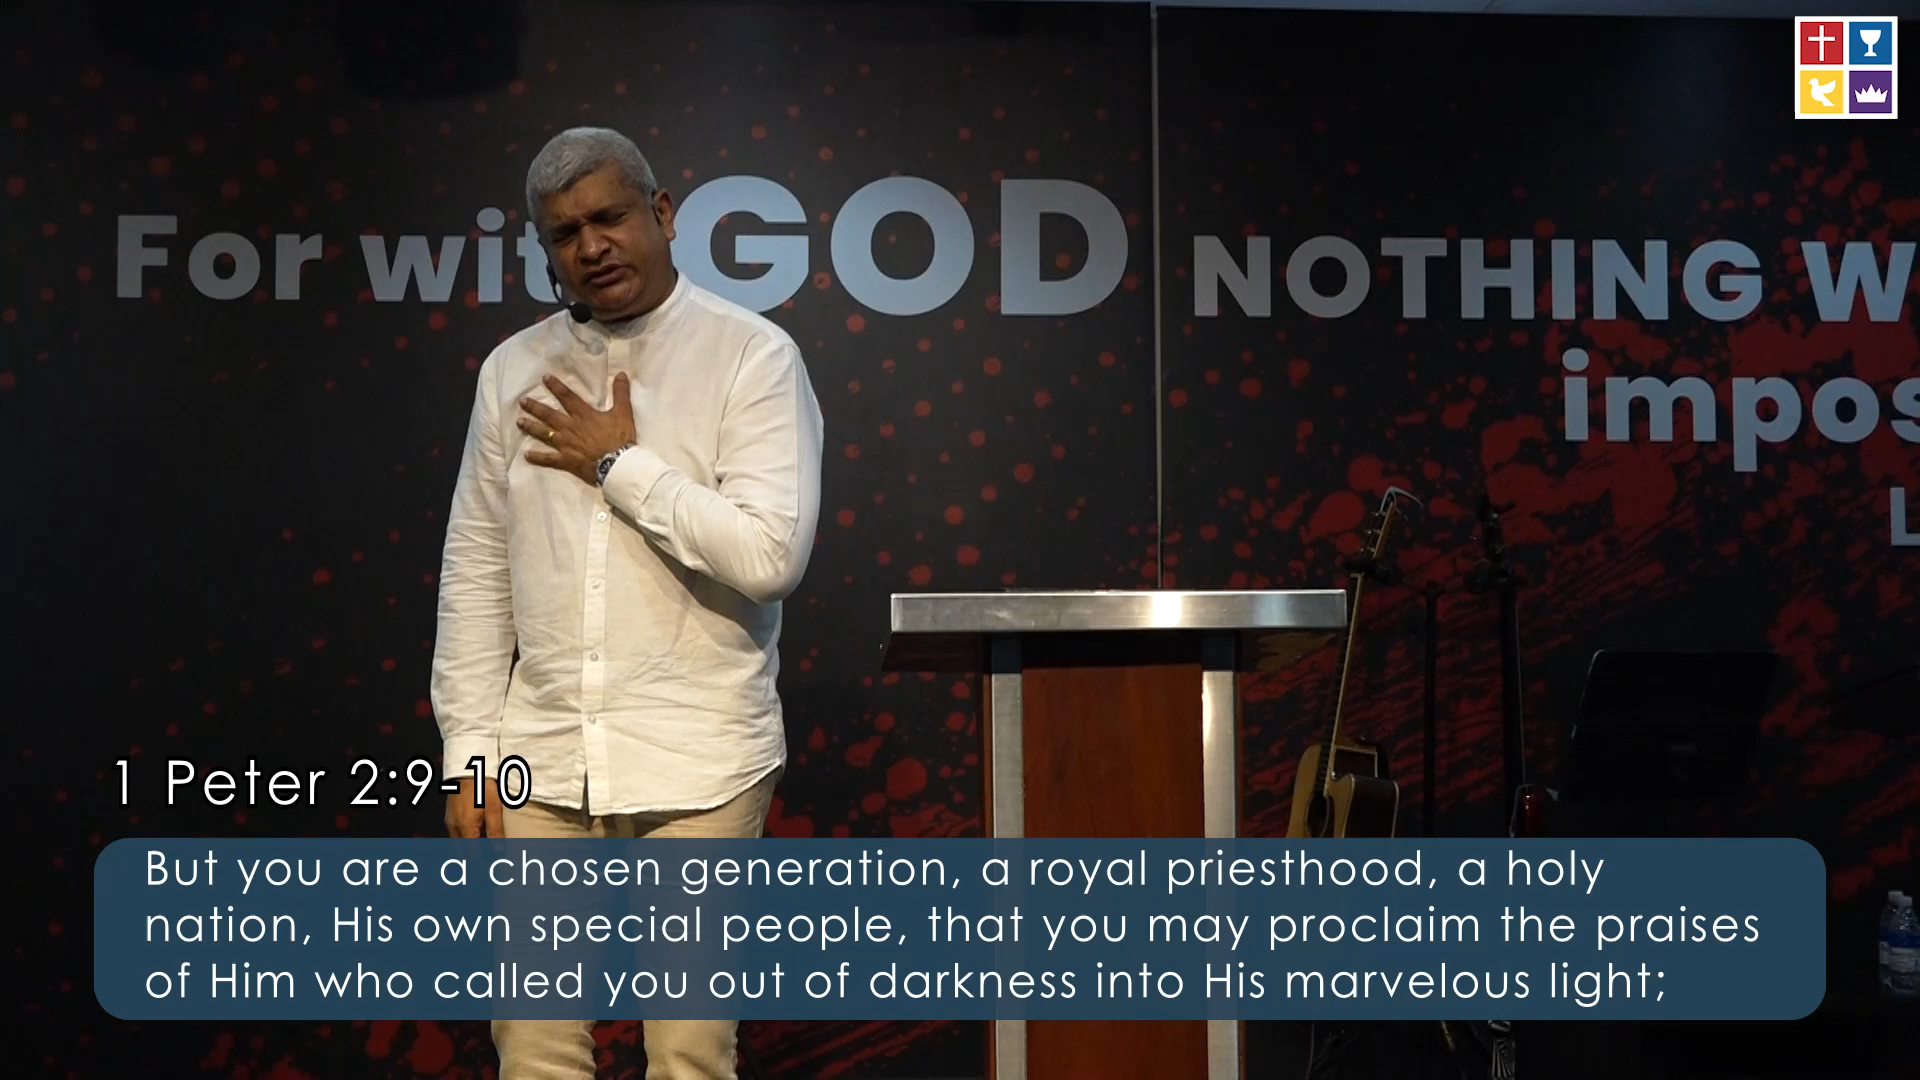 For wit GOD NOTHING W
impos
L
1 Peter 2:9-10
But you are a chosen generation, a royal priesthood, a holy
nation, His own special people, that you may proclaim the praises
of Him who called you out of darkness into His marvelous light;